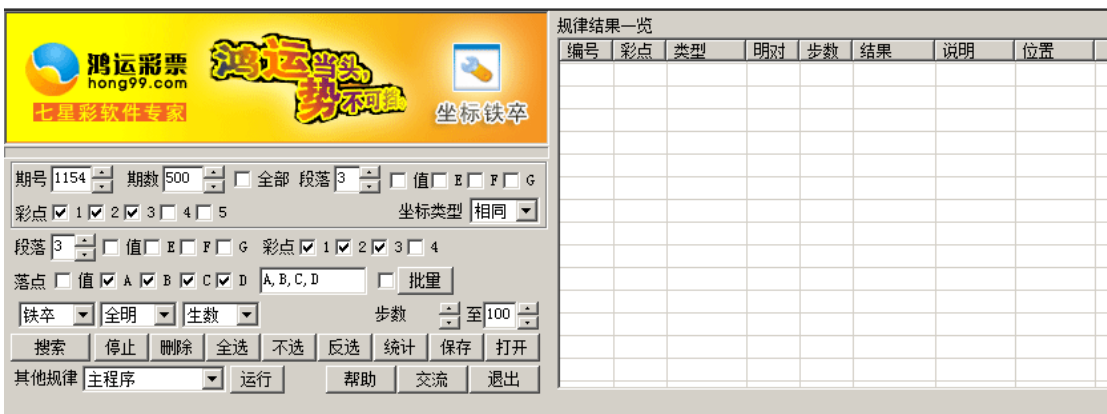 鸿运彩票
hong99.com
七星彩软件专家
鸿运当头,
势不可挡
坐标铁卒
期号 1154 期数 500 全部 段落 3 值 E F G
彩点 1 2 3 4 5 坐标类型 相同
段落 3 值 E F G 彩点 1 2 3 4
落点 值 A B C D A,B,C,D 批量
铁卒 全明 生数 步数 至 100
搜索 停止 删除 全选 不选 反选 统计 保存 打开
其他规律 主程序 运行 帮助 交流 退出
规律结果一览
编号 彩点 类型 明对 步数 结果 说明 位置